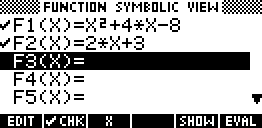 FUNCTION SYMBOLIC VIEW
✓F1(X)=X²+4*X-8
✓F2(X)=2*X+3
F3(X)=
F4(X)=
F5(X)=
EDIT ✓CHK X SHOW EVAL